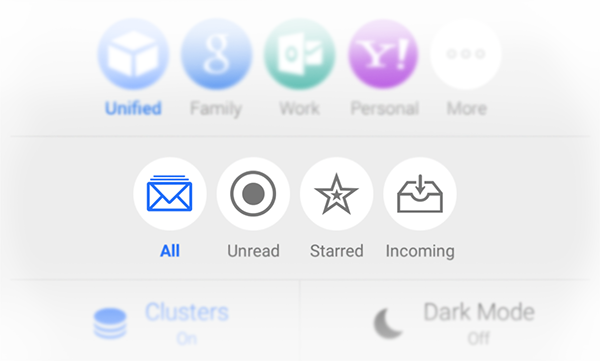 Unified Family Work Personal More
All Unread Starred Incoming
Clusters Dark Mode
On Off